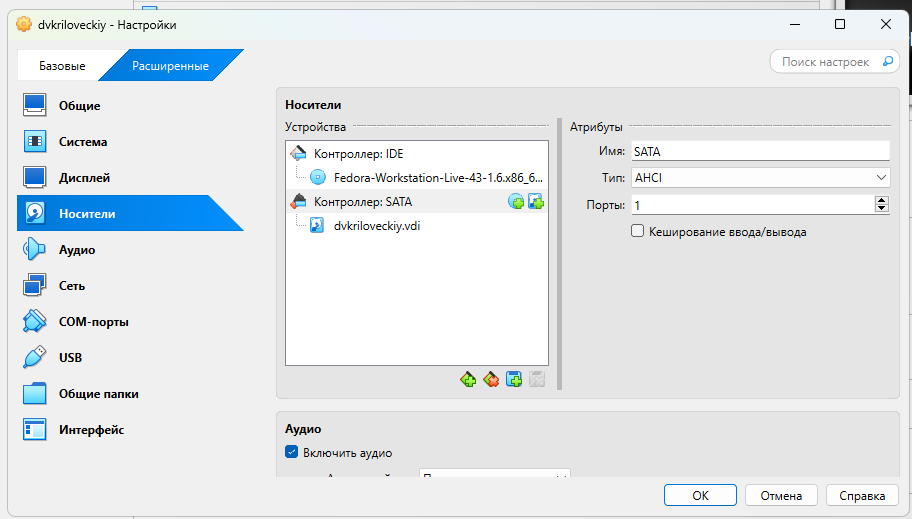 dvkriloveckiy - Настройки
Базовые
Расширенные
Поиск настроек
Общие
Система
Дисплей
Носители
Аудио
Сеть
COM-порты
USB
Общие папки
Интерфейс
Носители
Устройства
Контроллер: IDE
Fedora-Workstation-Live-43-1.6.x86_6...
Контроллер: SATA
dvkriloveckiy.vdi
Атрибуты
Имя: SATA
Тип: AHCI
Порты: 1
Кеширование ввода/вывода
Аудио
Включить аудио
OK
Отмена
Справка